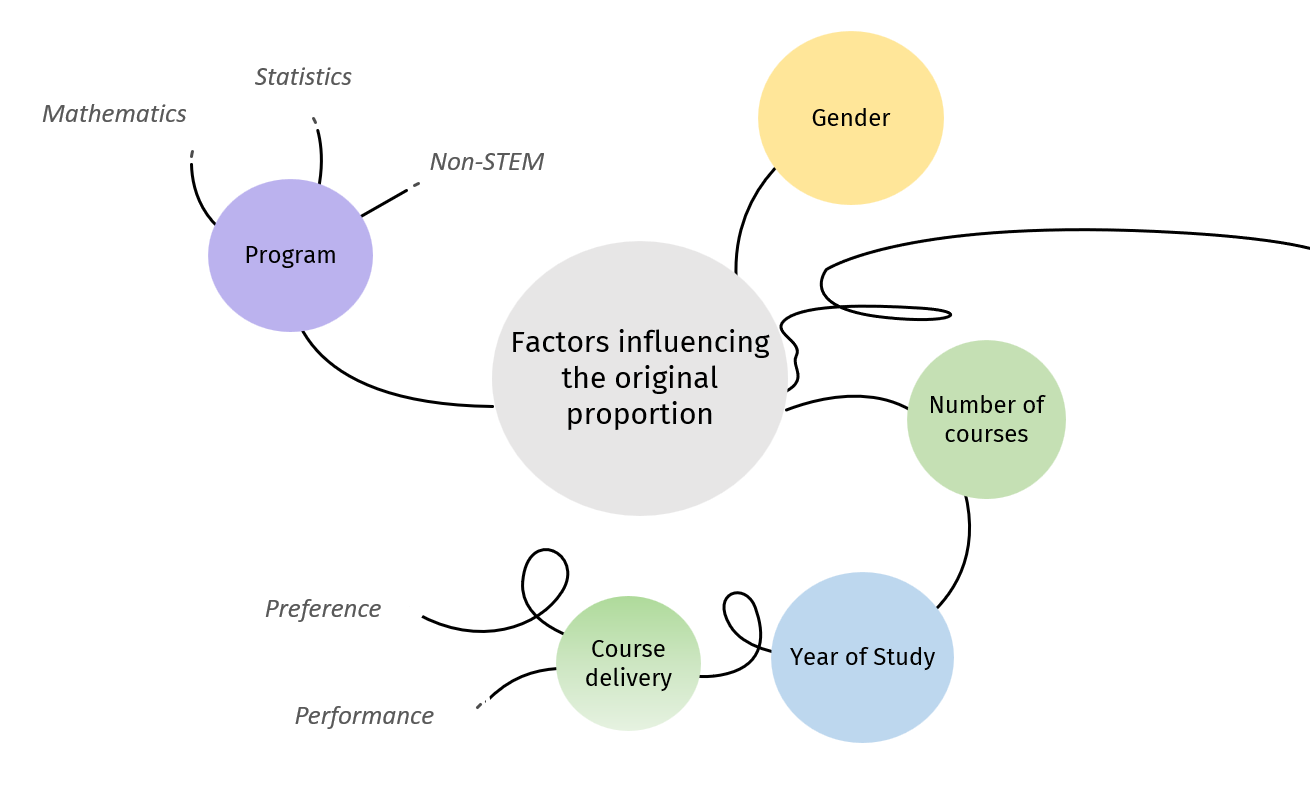 Statistics
Mathematics
Non-STEM
Program
Gender
Factors influencing
the original
proportion
Number of
courses
Year of Study
Course
delivery
Preference
Performance